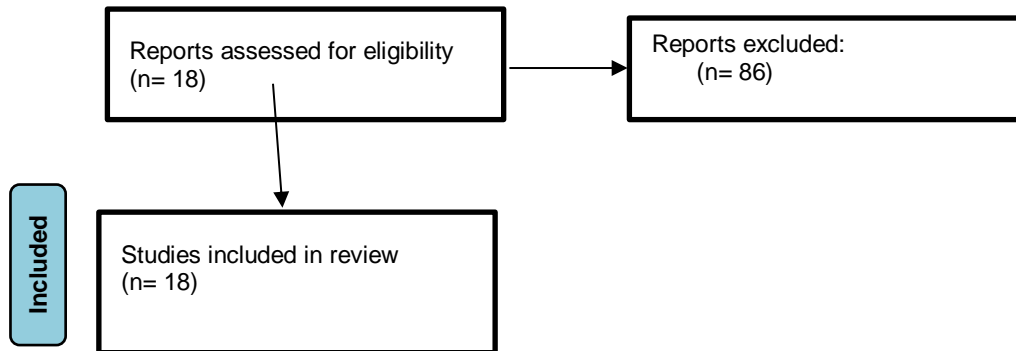 Reports assessed for eligibility
(n= 18)
Reports excluded:
(n= 86)
Included
Studies included in review
(n= 18)